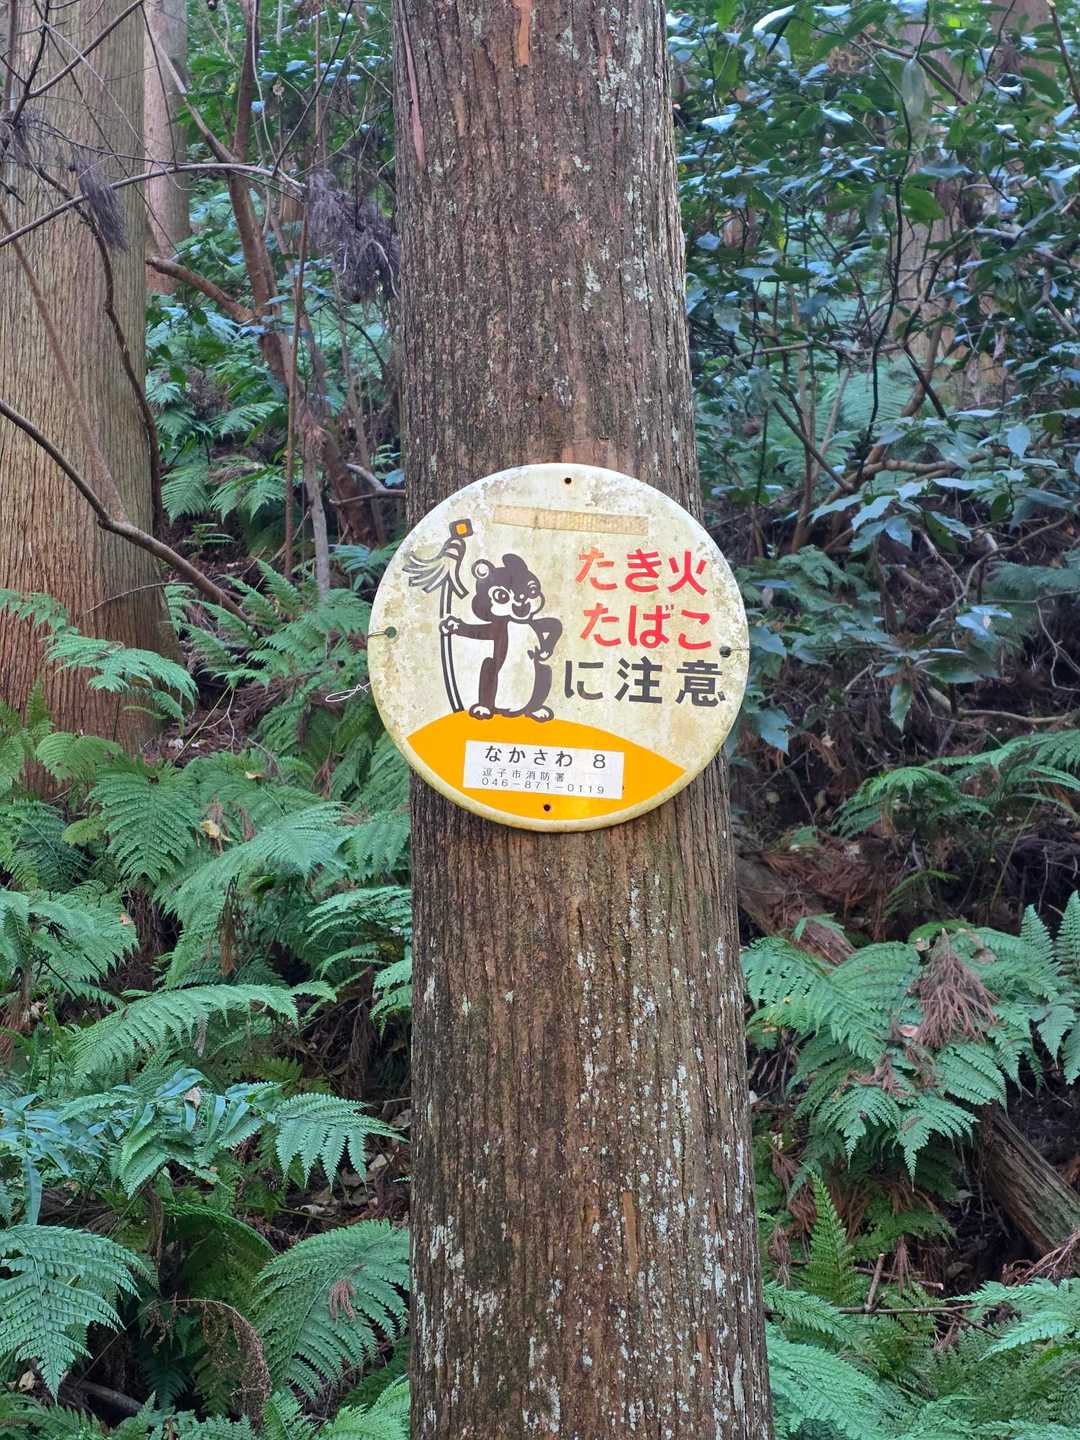 たき火
たばこ
に注意
なかさわ 8
逗子市消防署
046-871-0119